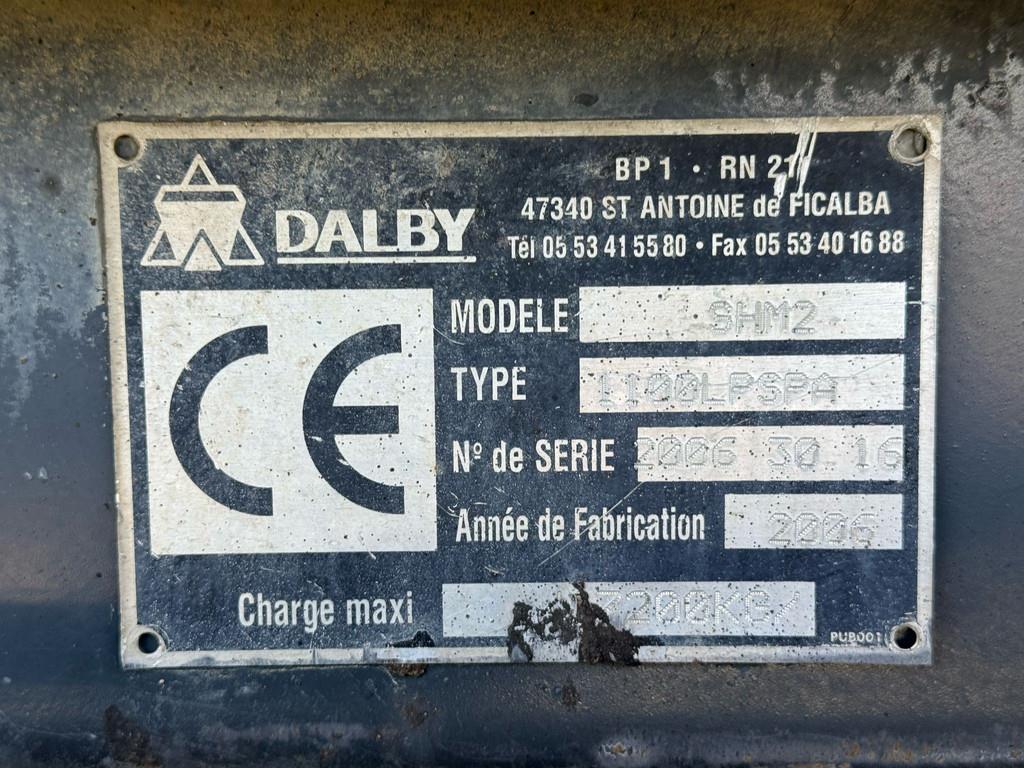 DALBY
BP 1 • RN 21
47340 ST ANTOINE de FICALBA
Tél 05 53 41 55 80 • Fax 05 53 40 16 88
CE
MODELE SHM2
TYPE 1100LPSPA
Nº de SERIE 2006 30 16
Année de Fabrication 2006
Charge maxi 7200KG/
PUB001